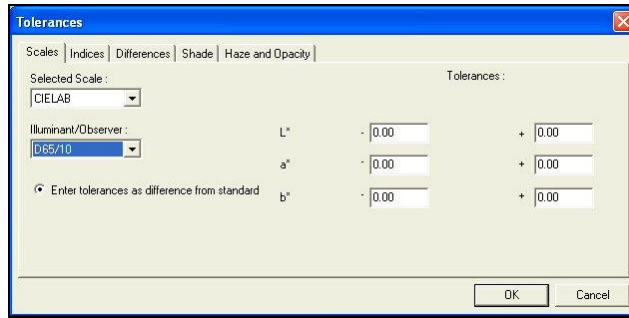 Tolerances
Scales Indices Differences Shade Haze and Opacity
Selected Scale : Tolerances :
CIELAB
Illuminant/Observer :
D65/10
L* - 0.00 + 0.00
a* - 0.00 + 0.00
Enter tolerances as difference from standard
b* - 0.00 + 0.00
OK Cancel